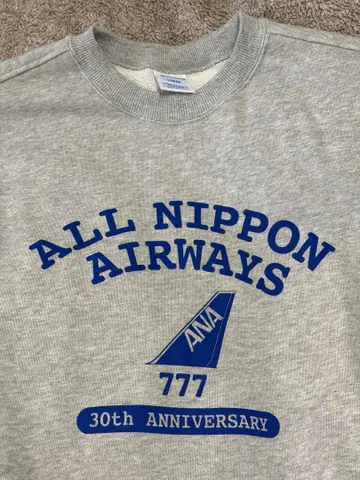 ALL NIPPON
AIRWAYS
ANA
777
30th ANNIVERSARY